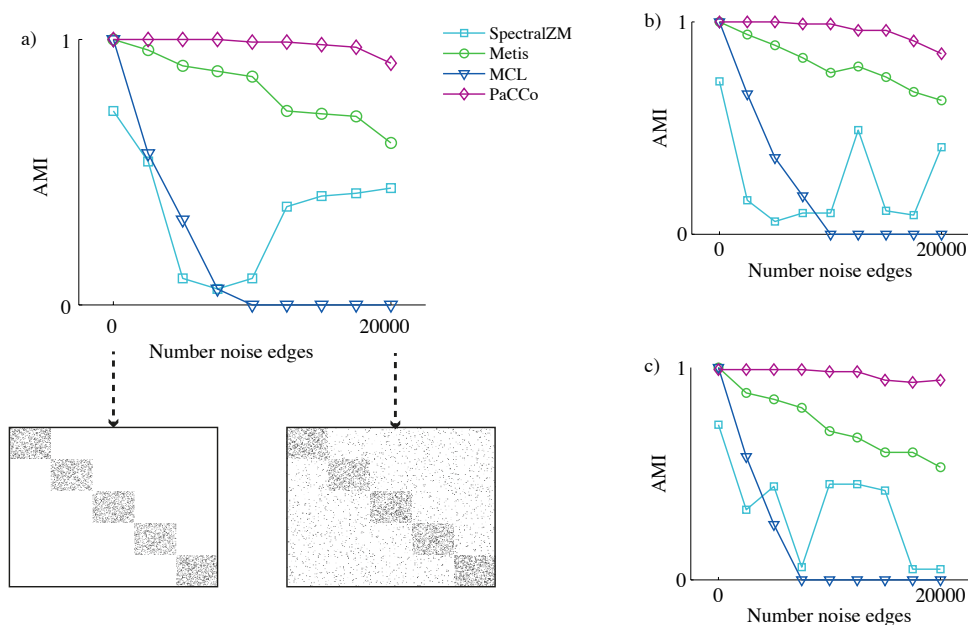 a)
1
AMI
0
0
20000
Number noise edges
SpectralZM
Metis
MCL
PaCCo
b)
1
AMI
0
0
20000
Number noise edges
c)
1
AMI
0
0
20000
Number noise edges